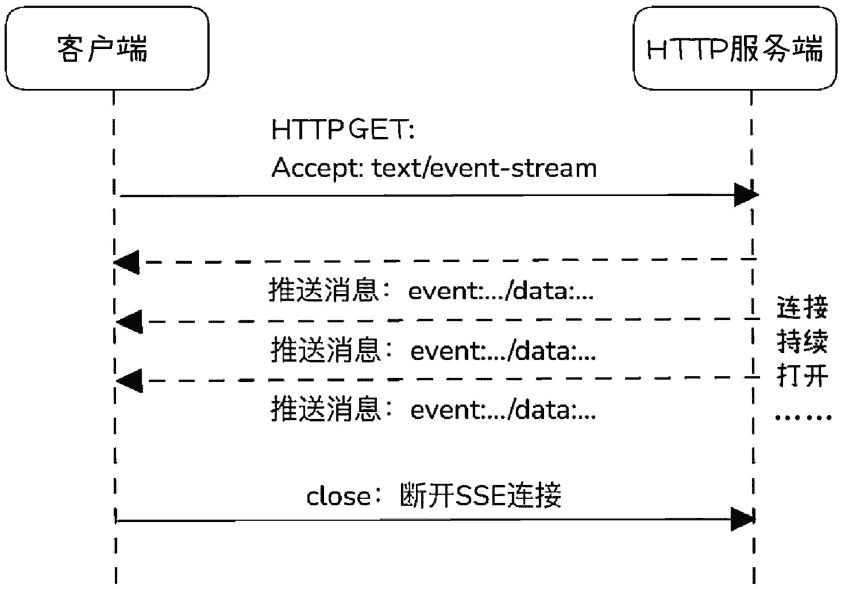 客户端
HTTP服务端
HTTP GET:
Accept: text/event-stream
推送消息：event:.../data:...
推送消息：event:.../data:...
推送消息：event:.../data:...
连接
持续
打开
……
close：断开SSE连接